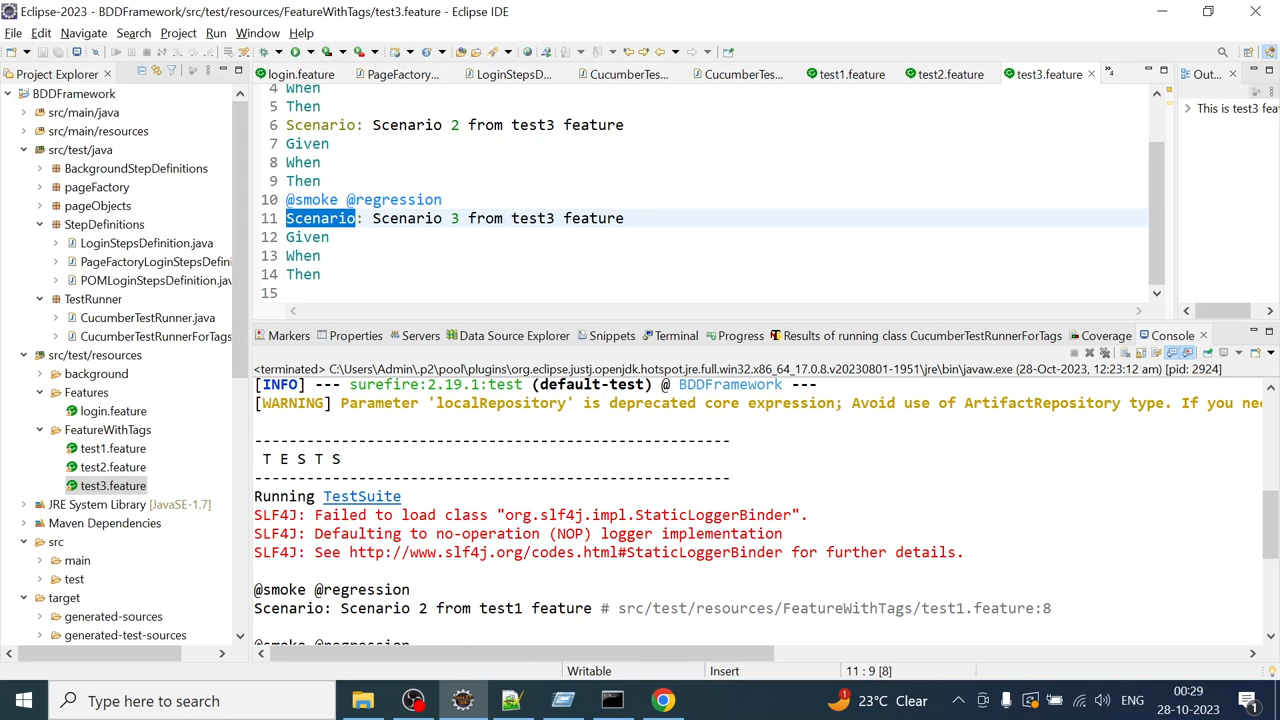 Eclipse-2023 - BDDFramework/src/test/resources/FeatureWithTags/test3.feature - Eclipse IDE
File Edit Navigate Search Project Run Window Help
Project Explorer
login.feature PageFactory... LoginStepsD... CucumberTes... CucumberTes... test1.feature test2.feature test3.feature Out...
BDDFramework
src/main/java
src/main/resources
src/test/java
BackgroundStepDefinitions
pageFactory
pageObjects
StepDefinitions
LoginStepsDefinition.java
PageFactoryLoginStepsDefini
POMLoginStepsDefinition.jav
TestRunner
CucumberTestRunner.java
CucumberTestRunnerForTags
src/test/resources
background
Features
login.feature
FeatureWithTags
test1.feature
test2.feature
test3.feature
JRE System Library [JavaSE-1.7]
Maven Dependencies
src
main
test
target
generated-sources
generated-test-sources
4 When
5 Then
6 Scenario: Scenario 2 from test3 feature
7 Given
8 When
9 Then
10 @smoke @regression
11 Scenario: Scenario 3 from test3 feature
12 Given
13 When
14 Then
15
This is test3 fea
Markers Properties Servers Data Source Explorer Snippets Terminal Progress Results of running class CucumberTestRunnerForTags Coverage Console
<terminated> C:\Users\Admin\.p2\pool\plugins\org.eclipse.justj.openjdk.hotspot.jre.full.win32.x86_64_17.0.8.v20230801-1951\jre\bin\javaw.exe (28-Oct-2023, 12:23:12 am) [pid: 2924]
[INFO] --- surefire:2.19.1:test (default-test) @ BDDFramework ---
[WARNING] Parameter 'localRepository' is deprecated core expression; Avoid use of ArtifactRepository type. If you nee
-------------------------------------------------------
T E S T S
-------------------------------------------------------
Running TestSuite
SLF4J: Failed to load class "org.slf4j.impl.StaticLoggerBinder".
SLF4J: Defaulting to no-operation (NOP) logger implementation
SLF4J: See http://www.slf4j.org/codes.html#StaticLoggerBinder for further details.
@smoke @regression
Scenario: Scenario 2 from test1 feature # src/test/resources/FeatureWithTags/test1.feature:8
@smoke @regression
Writable Insert 11 : 9 [8]
Type here to search
23°C Clear
ENG
00:29
28-10-2023
1